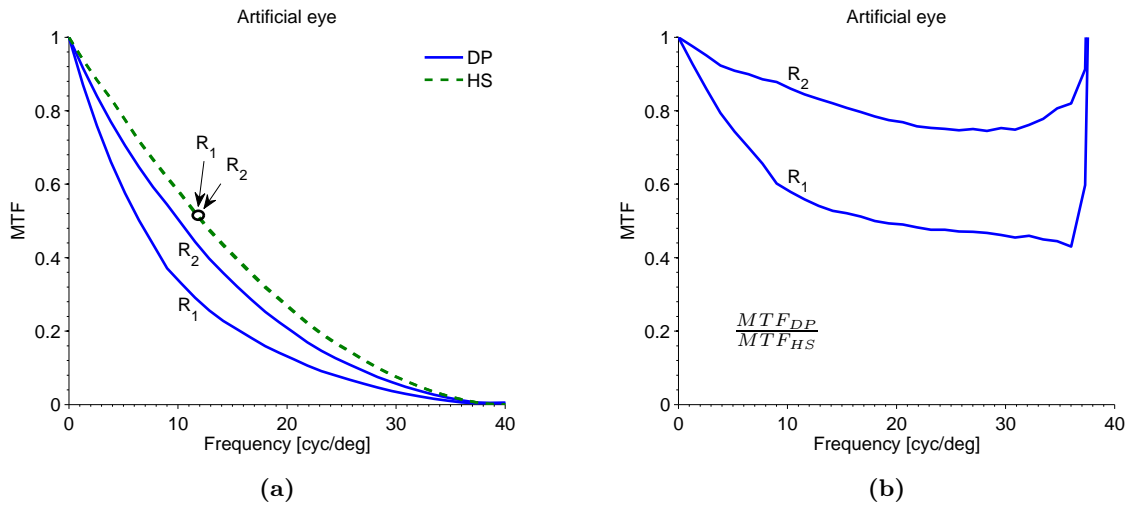 Artificial eye
1
0.8
0.6
0.4
0.2
0
MTF
DP
HS
R1
R2
R2
R1
0 10 20 30 40
Frequency [cyc/deg]
(a)
Artificial eye
1
0.8
0.6
0.4
0.2
0
MTF
R2
R1
MTF_DP
MTF_HS
0 10 20 30 40
Frequency [cyc/deg]
(b)